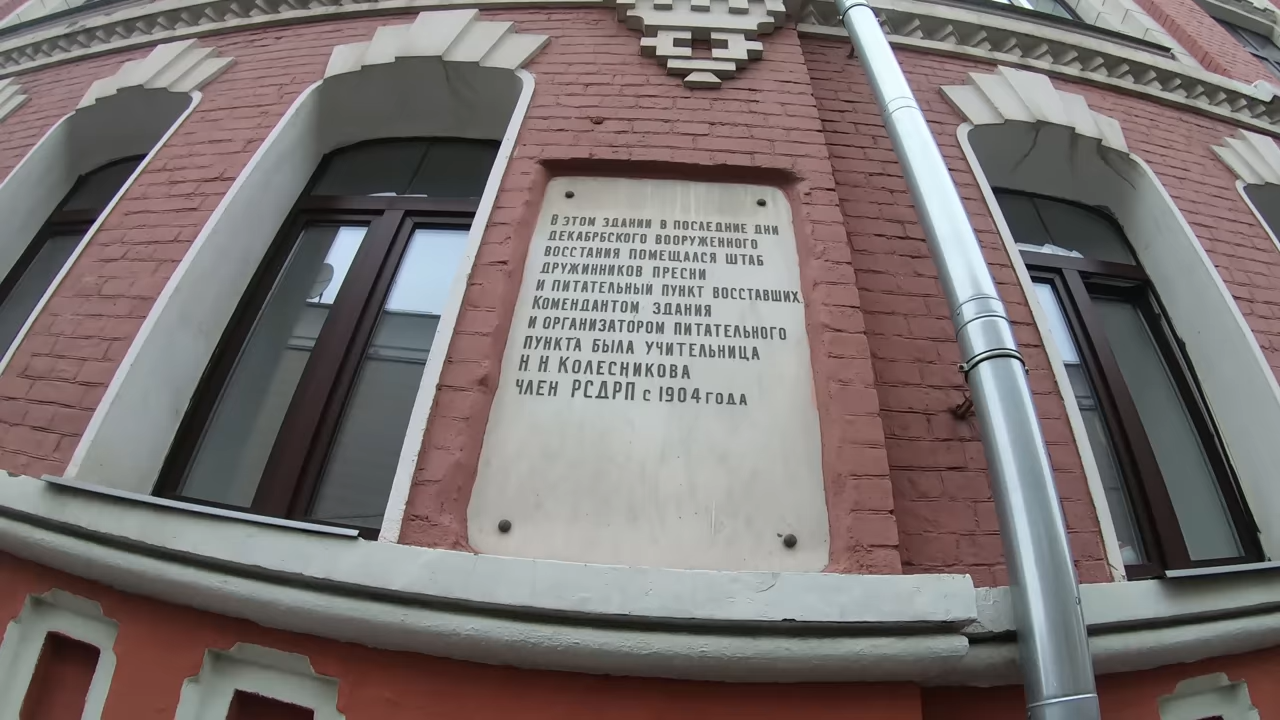 В ЭТОМ ЗДАНИИ В ПОСЛЕДНИЕ ДНИ
ДЕКАБРЬСКОГО ВООРУЖЕННОГО
ВОССТАНИЯ ПОМЕЩАЛСЯ ШТАБ
ДРУЖИННИКОВ ПРЕСНИ
И ПИТАТЕЛЬНЫЙ ПУНКТ ВОССТАВШИХ.
КОМЕНДАНТОМ ЗДАНИЯ
И ОРГАНИЗАТОРОМ ПИТАТЕЛЬНОГО
ПУНКТА БЫЛА УЧИТЕЛЬНИЦА
Н. Н. КОЛЕСНИКОВА
ЧЛЕН РСДРП С 1904 ГОДА